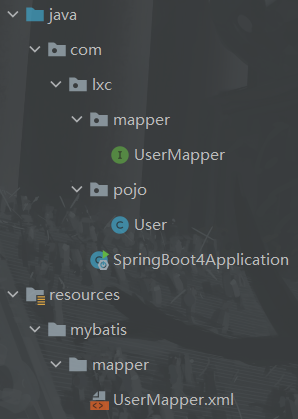 java
com
lxc
mapper
UserMapper
pojo
User
SpringBoot4Application
resources
mybatis
mapper
UserMapper.xml